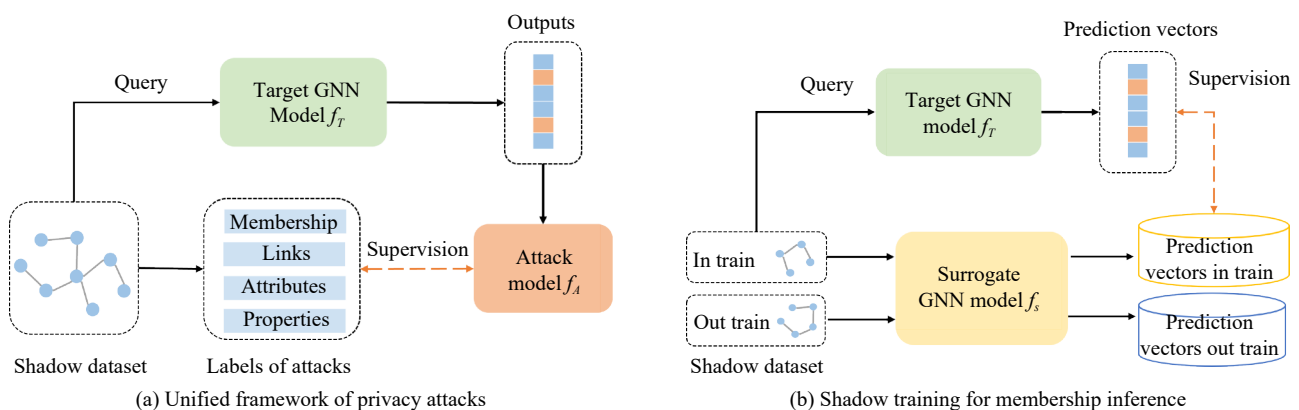 Outputs
Query
Target GNN
Model f_T
Membership
Links
Attributes
Properties
Supervision
Attack
model f_A
Shadow dataset
Labels of attacks
(a) Unified framework of privacy attacks
Prediction vectors
Query
Target GNN
model f_T
Supervision
In train
Out train
Surrogate
GNN model f_s
Prediction
vectors in train
Prediction
vectors out train
Shadow dataset
(b) Shadow training for membership inference